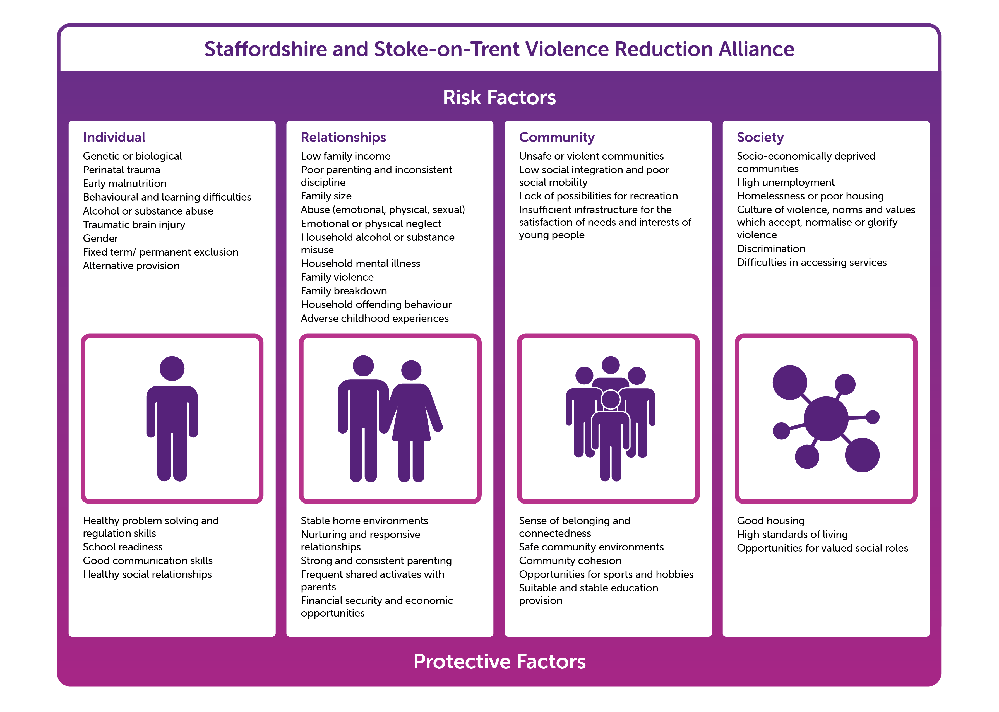 Staffordshire and Stoke-on-Trent Violence Reduction Alliance
Risk Factors
Individual
Genetic or biological
Perinatal trauma
Early malnutrition
Behavioural and learning difficulties
Alcohol or substance abuse
Traumatic brain injury
Gender
Fixed term/ permanent exclusion
Alternative provision
Relationships
Low family income
Poor parenting and inconsistent
discipline
Family size
Abuse (emotional, physical, sexual)
Emotional or physical neglect
Household alcohol or substance
misuse
Household mental illness
Family violence
Family breakdown
Household offending behaviour
Adverse childhood experiences
Community
Unsafe or violent communities
Low social integration and poor
social mobility
Lack of possibilities for recreation
Insufficient infrastructure for the
satisfaction of needs and interests of
young people
Society
Socio-economically deprived
communities
High unemployment
Homelessness or poor housing
Culture of violence, norms and values
which accept, normalise or glorify
violence
Discrimination
Difficulties in accessing services
Healthy problem solving and
regulation skills
School readiness
Good communication skills
Healthy social relationships
Stable home environments
Nurturing and responsive
relationships
Strong and consistent parenting
Frequent shared activates with
parents
Financial security and economic
opportunities
Sense of belonging and
connectedness
Safe community environments
Community cohesion
Opportunities for sports and hobbies
Suitable and stable education
provision
Good housing
High standards of living
Opportunities for valued social roles
Protective Factors